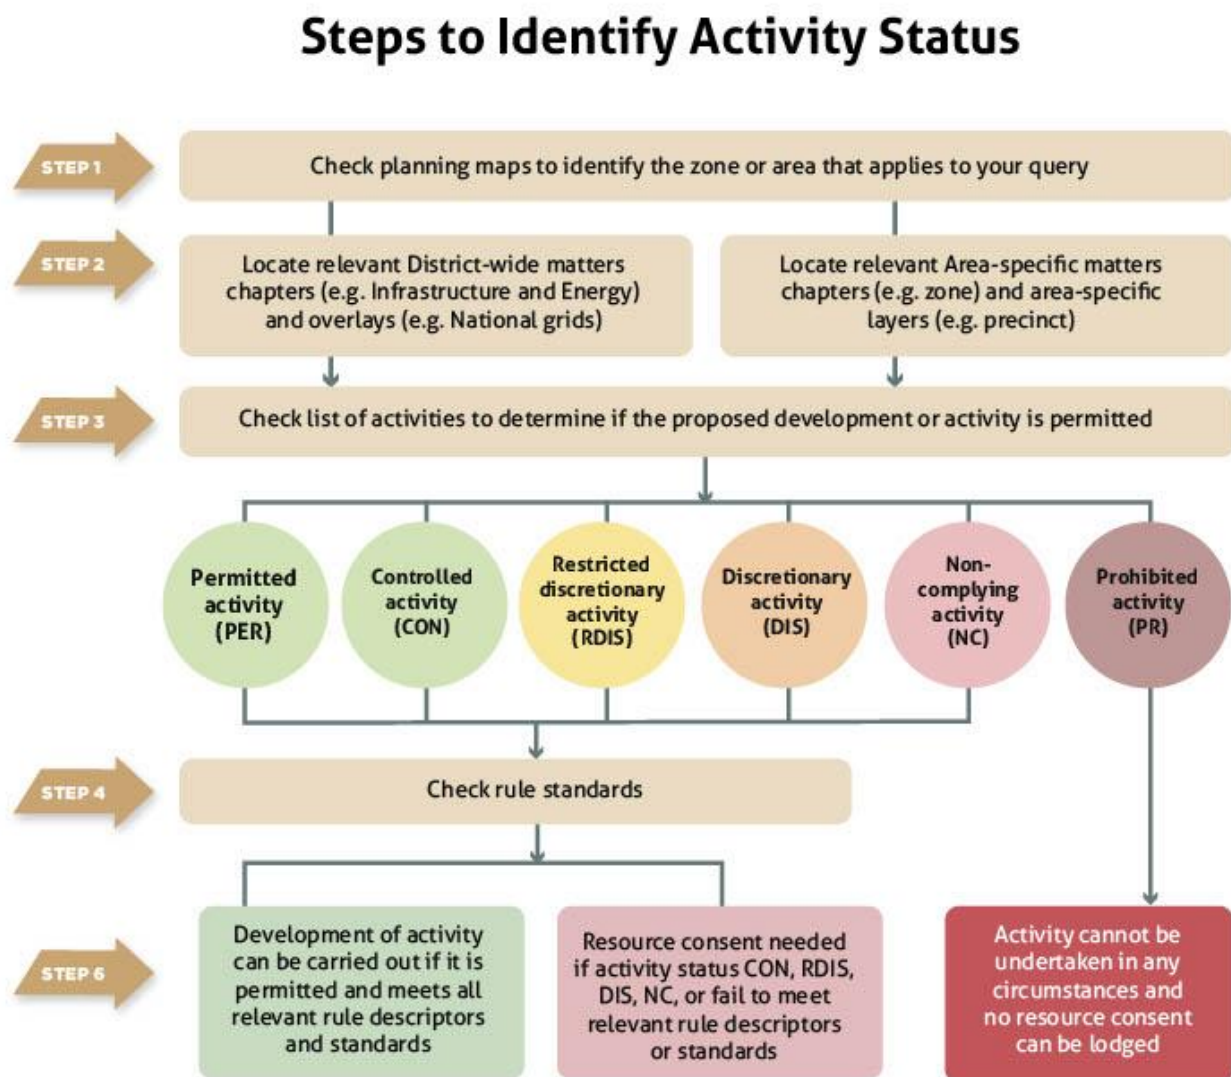 Steps to Identify Activity Status
STEP 1
Check planning maps to identify the zone or area that applies to your query
STEP 2
Locate relevant District-wide matters
chapters (e.g. Infrastructure and Energy)
and overlays (e.g. National grids)
Locate relevant Area-specific matters
chapters (e.g. zone) and area-specific
layers (e.g. precinct)
STEP 3
Check list of activities to determine if the proposed development or activity is permitted
Permitted
activity
(PER)
Controlled
activity
(CON)
Restricted
discretionary
activity
(RDIS)
Discretionary
activity
(DIS)
Non-
complying
activity
(NC)
Prohibited
activity
(PR)
STEP 4
Check rule standards
STEP 6
Development of activity
can be carried out if it is
permitted and meets all
relevant rule descriptors
and standards
Resource consent needed
if activity status CON, RDIS,
DIS, NC, or fail to meet
relevant rule descriptors
or standards
Activity cannot be
undertaken in any
circumstances and
no resource consent
can be lodged